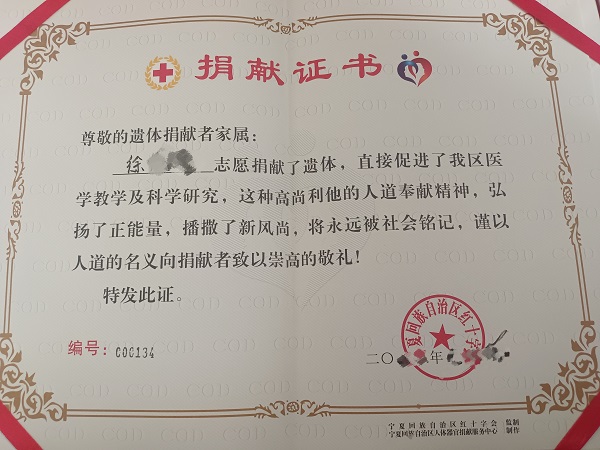 捐献证书
尊敬的遗体捐献者家属：
徐 志愿捐献了遗体，直接促进了我区医
学教学及科学研究，这种高尚利他的人道奉献精神，弘
扬了正能量，播撒了新风尚，将永远被社会铭记，谨以
人道的名义向捐献者致以崇高的敬礼！
特发此证。
宁夏回族自治区红十字会
编号：C00134
二〇 年
宁夏回族自治区红十字会 监制
宁夏回族自治区人体器官捐献服务中心 制作